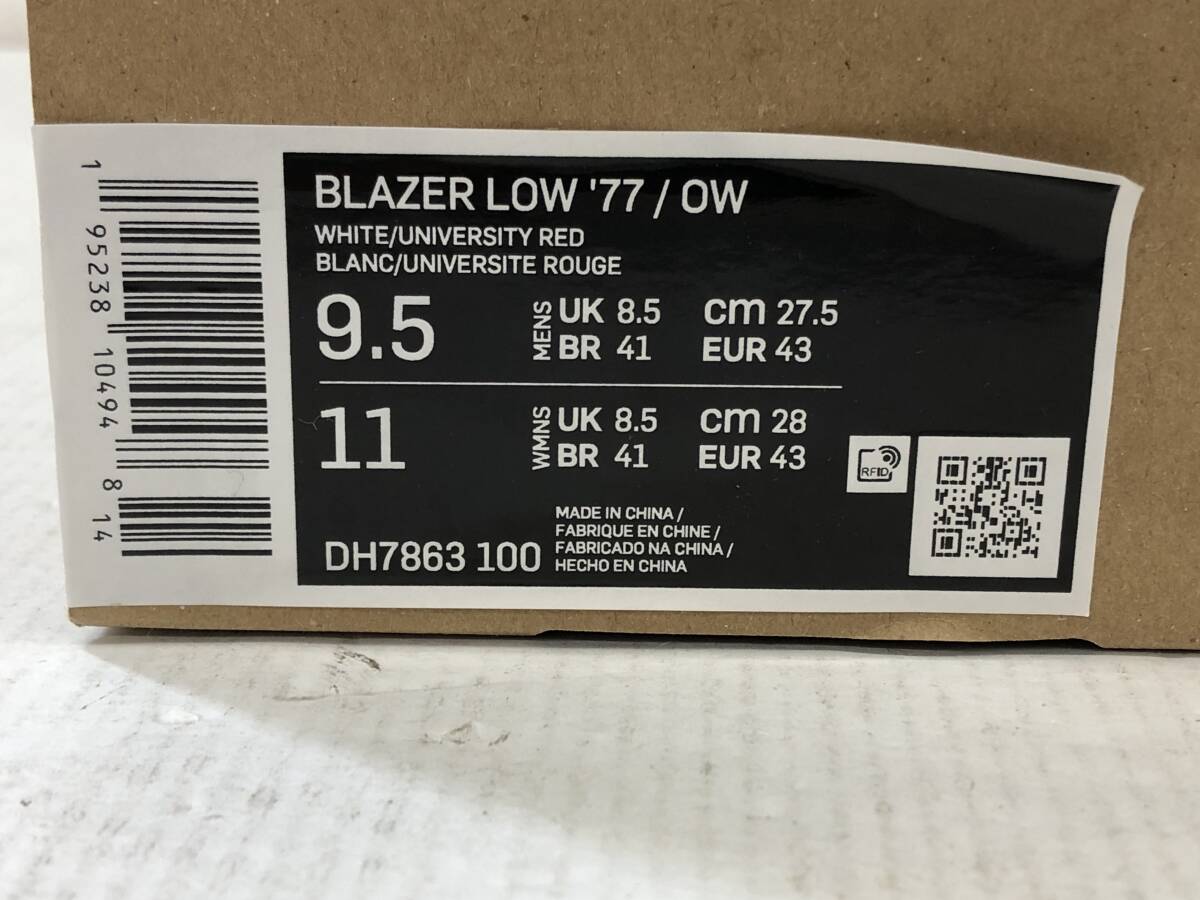 1 95238 10494 8 14
BLAZER LOW '77 / OW
WHITE/UNIVERSITY RED
BLANC/UNIVERSITE ROUGE
9.5
MENS
UK 8.5 cm 27.5
BR 41 EUR 43
11
WMNS
UK 8.5 cm 28
BR 41 EUR 43
RFID
DH7863 100
MADE IN CHINA /
FABRIQUE EN CHINE /
FABRICADO NA CHINA /
HECHO EN CHINA